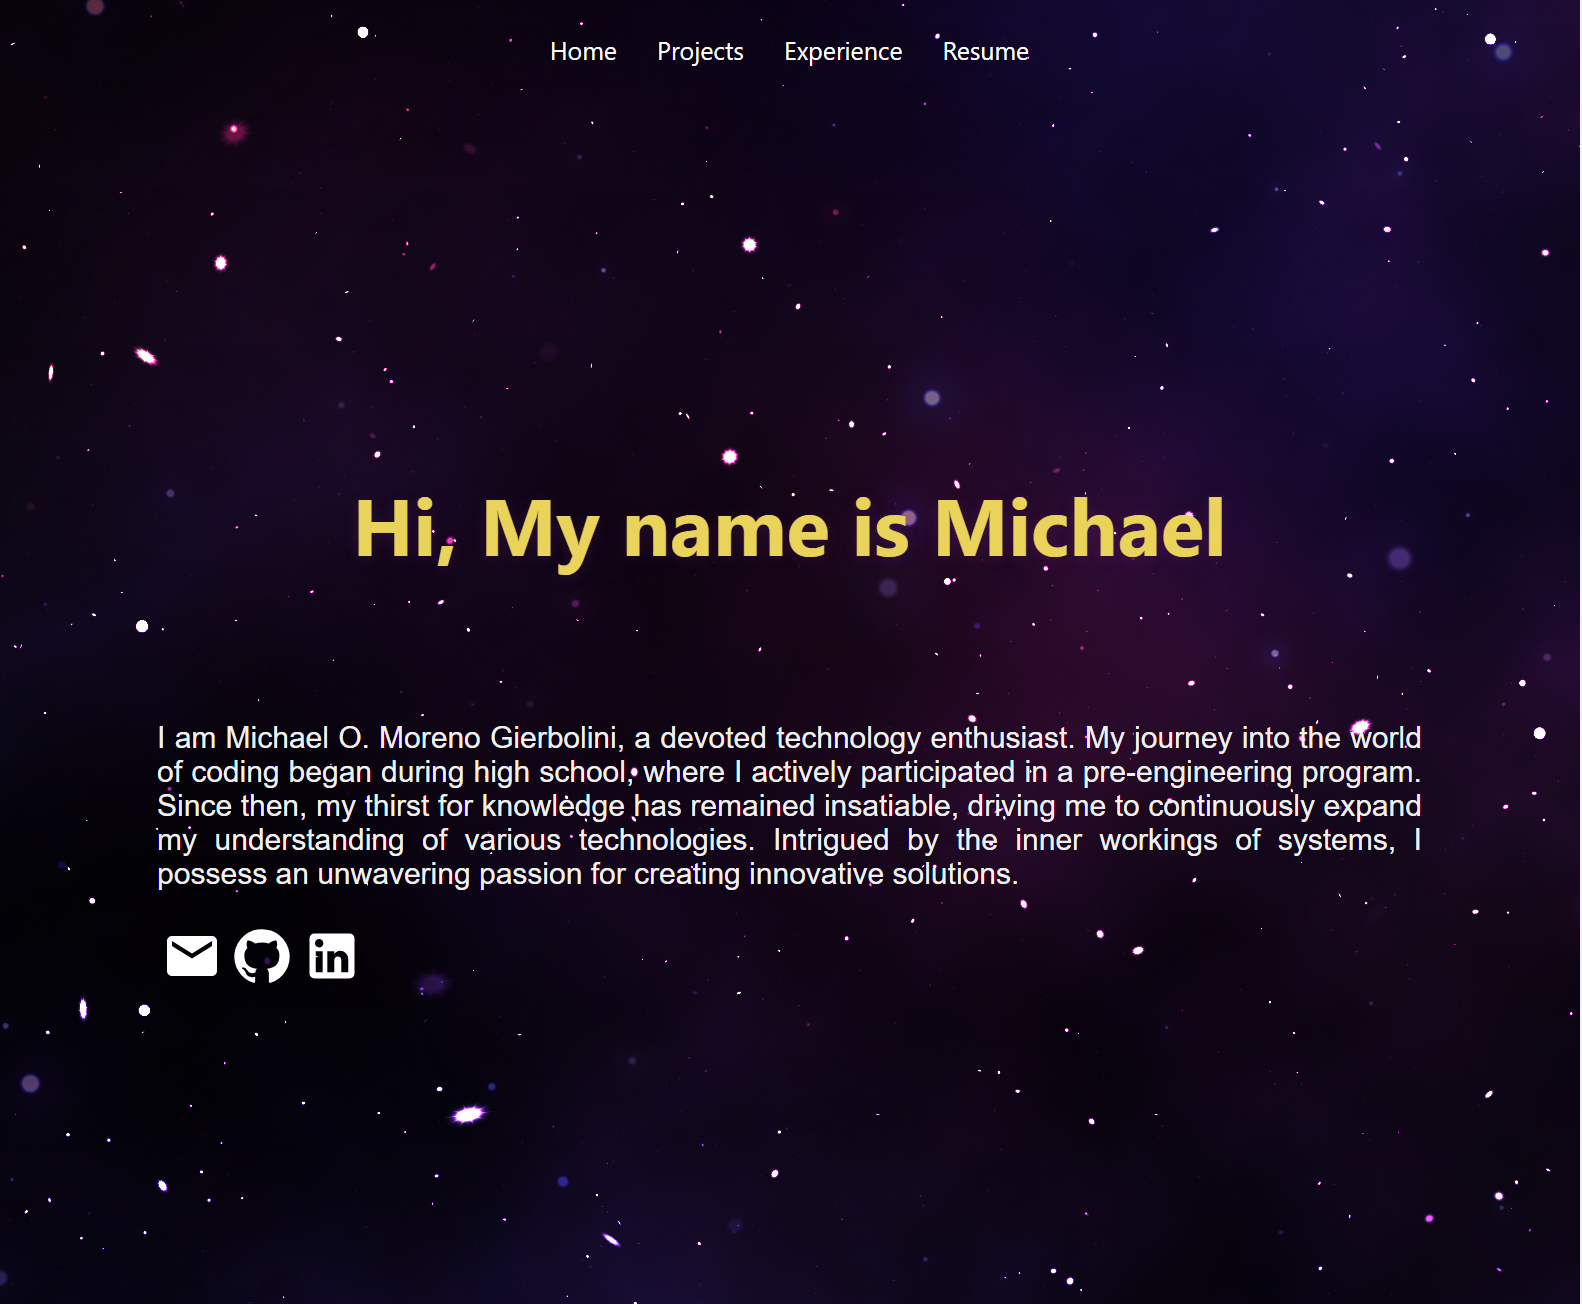 Home Projects Experience Resume
Hi, My name is Michael
I am Michael O. Moreno Gierbolini, a devoted technology enthusiast. My journey into the world
of coding began during high school, where I actively participated in a pre-engineering program.
Since then, my thirst for knowledge has remained insatiable, driving me to continuously expand
my understanding of various technologies. Intrigued by the inner workings of systems, I
possess an unwavering passion for creating innovative solutions.
in